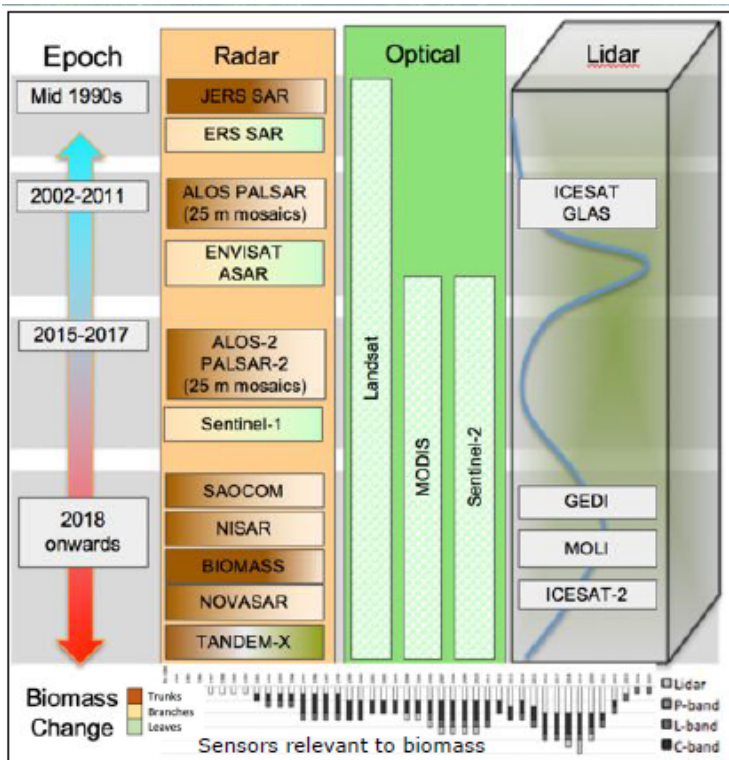 Epoch
Radar
Optical
Lidar
Mid 1990s
JERS SAR
ERS SAR
2002-2011
ALOS PALSAR
(25 m mosaics)
ICESAT
GLAS
ENVISAT
ASAR
2015-2017
ALOS-2
PALSAR-2
(25 m mosaics)
Sentinel-1
Landsat
MODIS
Sentinel-2
2018
onwards
SAOCOM
NISAR
BIOMASS
NOVASAR
TANDEM-X
GEDI
MOLI
ICESAT-2
Biomass
Change
Trunks
Branches
Leaves
Sensors relevant to biomass
Lidar
P-band
L-band
C-band